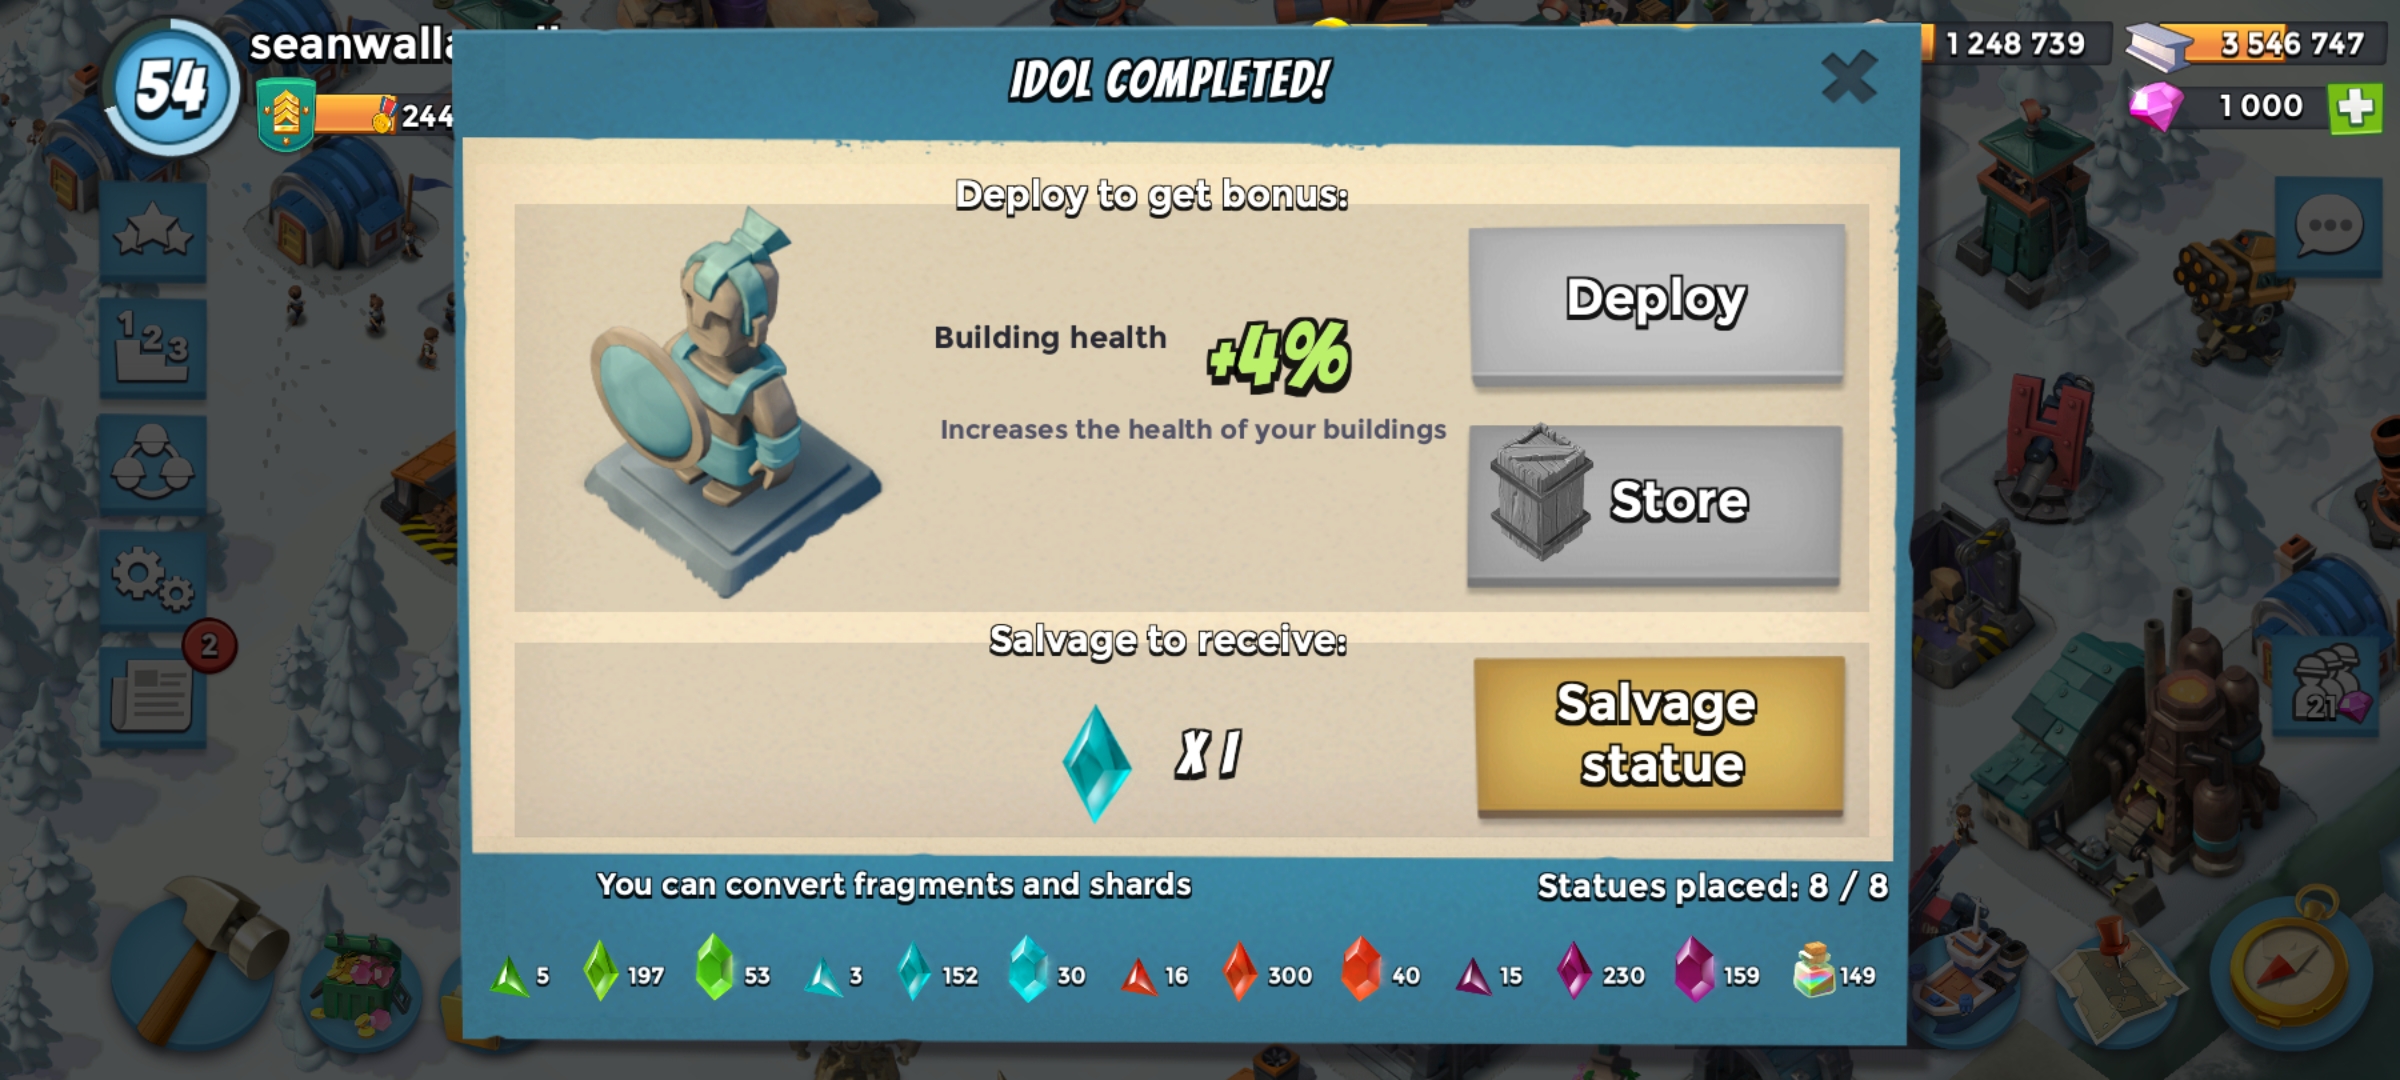 54
244
1 248 739
3 546 747
1 000
IDOL COMPLETED!
Deploy to get bonus:
Building health +4%
Increases the health of your buildings
Deploy
Store
Salvage to receive:
X 1
Salvage
statue
1 2 3
2
21
You can convert fragments and shards
Statues placed: 8 / 8
5 197 53 3 152 30 16 300 40 15 230 159 149